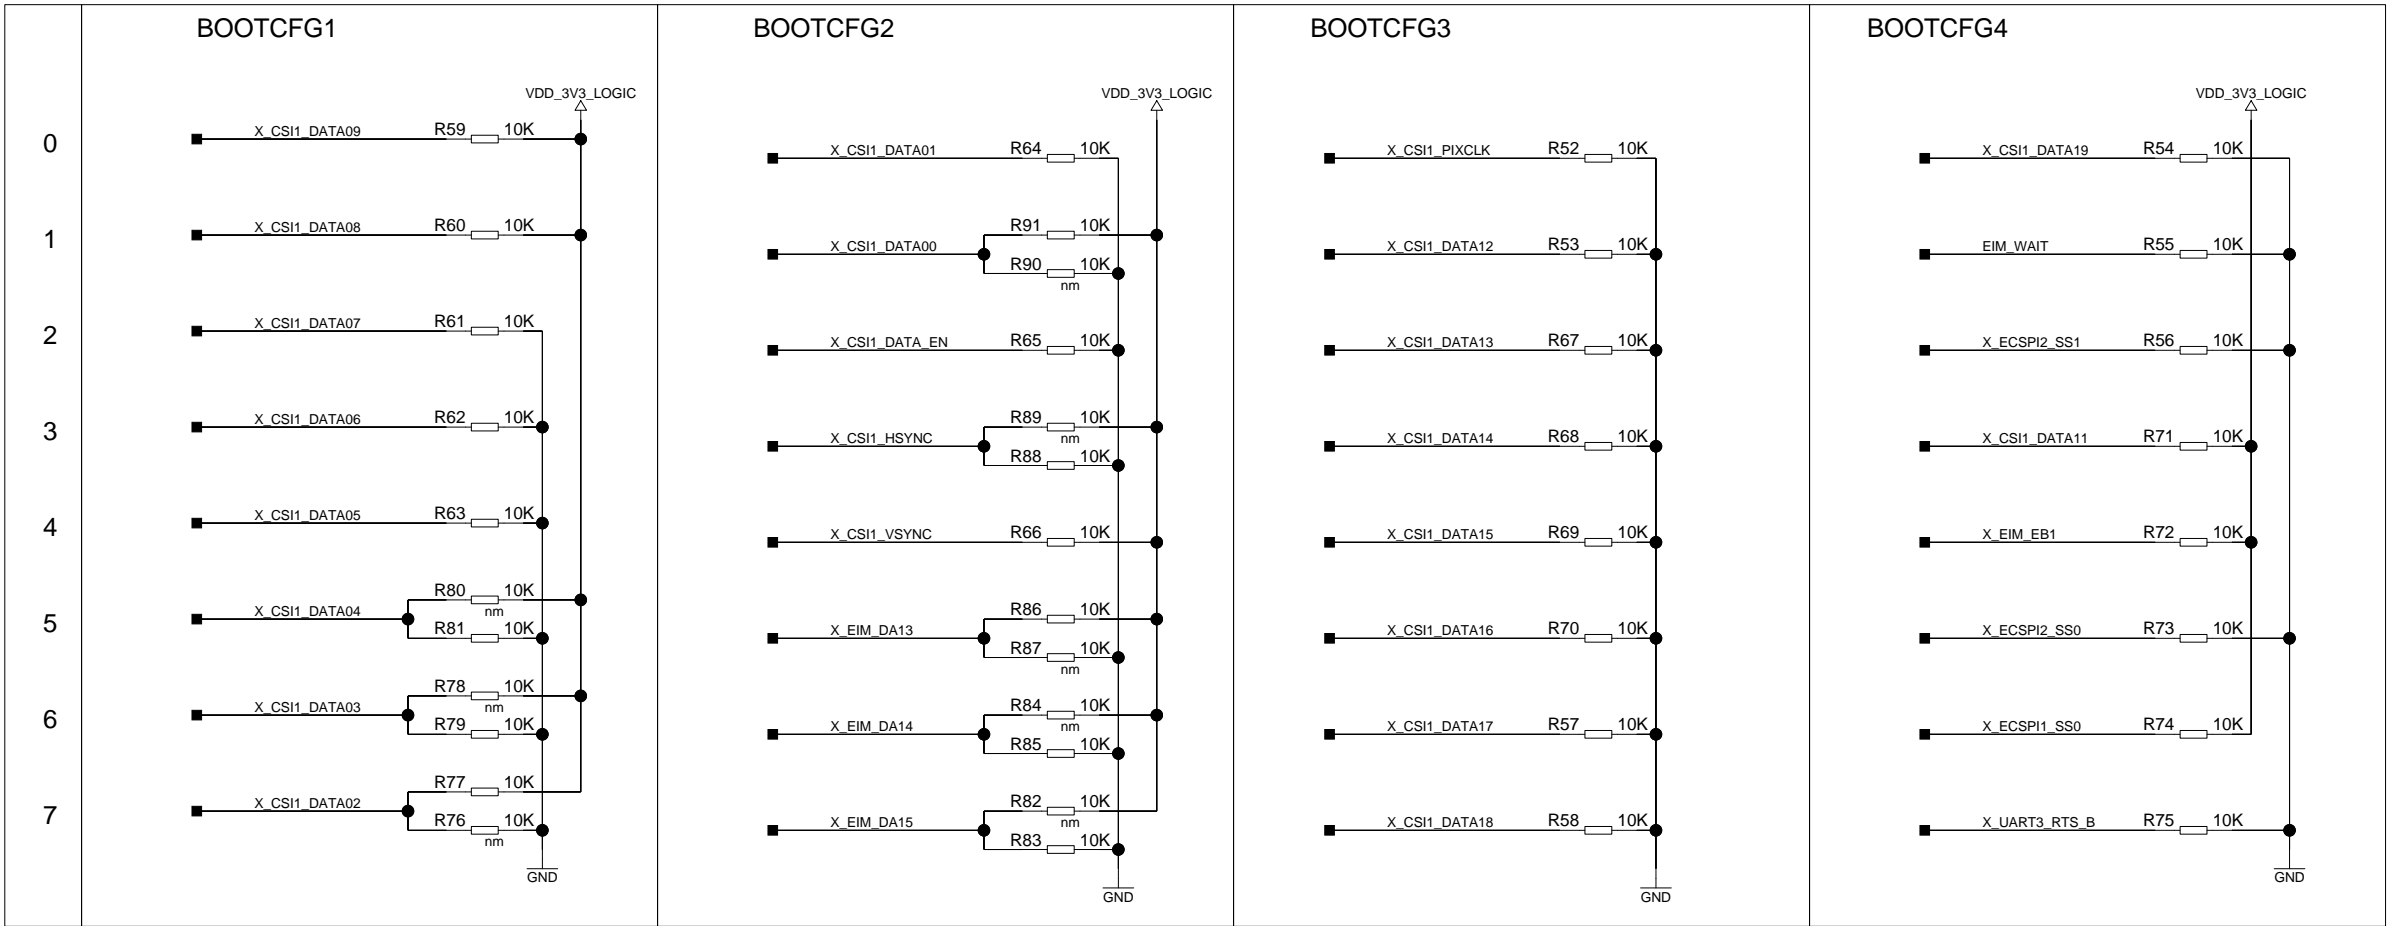 BOOTCFG1 BOOTCFG2 BOOTCFG3 BOOTCFG4
VDD_3V3_LOGIC VDD_3V3_LOGIC VDD_3V3_LOGIC
0
X_CSI1_DATA09 R59 10K
X_CSI1_DATA01 R64 10K
X_CSI1_PIXCLK R52 10K
X_CSI1_DATA19 R54 10K
1
X_CSI1_DATA08 R60 10K
R91 10K
X_CSI1_DATA00
R90 10K
nm
X_CSI1_DATA12 R53 10K
EIM_WAIT R55 10K
2
X_CSI1_DATA07 R61 10K
X_CSI1_DATA_EN R65 10K
X_CSI1_DATA13 R67 10K
X_ECSPI2_SS1 R56 10K
3
X_CSI1_DATA06 R62 10K
R89 10K
nm
X_CSI1_HSYNC
R88 10K
X_CSI1_DATA14 R68 10K
X_CSI1_DATA11 R71 10K
4
X_CSI1_DATA05 R63 10K
X_CSI1_VSYNC R66 10K
X_CSI1_DATA15 R69 10K
X_EIM_EB1 R72 10K
5
R80 10K
nm
X_CSI1_DATA04
R81 10K
R86 10K
X_EIM_DA13
R87 10K
nm
X_CSI1_DATA16 R70 10K
X_ECSPI2_SS0 R73 10K
6
R78 10K
nm
X_CSI1_DATA03
R79 10K
R84 10K
nm
X_EIM_DA14
R85 10K
X_CSI1_DATA17 R57 10K
X_ECSPI1_SS0 R74 10K
7
R77 10K
X_CSI1_DATA02
R76 10K
nm
R82 10K
nm
X_EIM_DA15
R83 10K
X_CSI1_DATA18 R58 10K
X_UART3_RTS_B R75 10K
GND GND GND GND